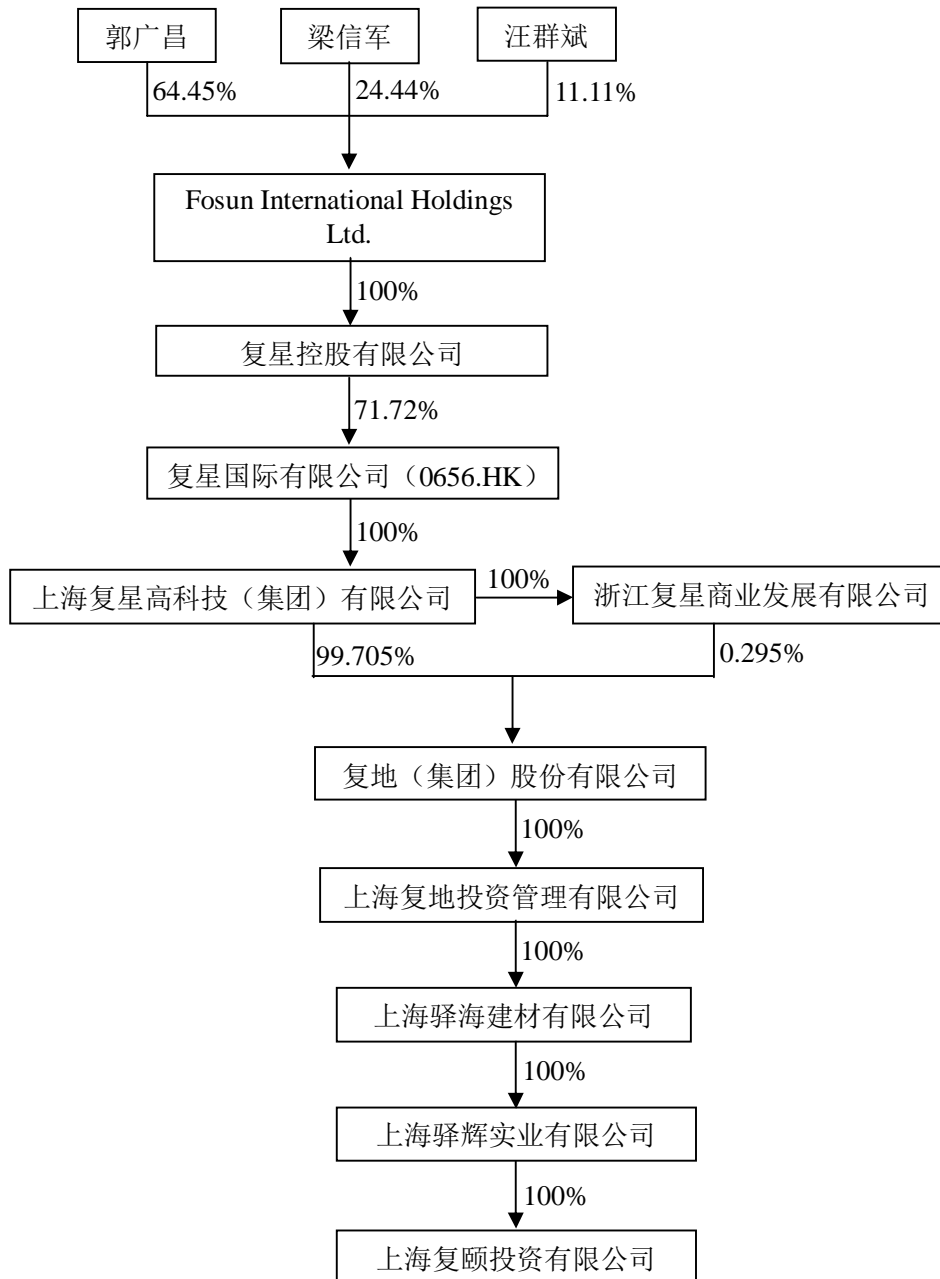 郭广昌
梁信军
汪群斌
64.45%
24.44%
11.11%
Fosun International Holdings
Ltd.
100%
复星控股有限公司
71.72%
复星国际有限公司（0656.HK）
100%
上海复星高科技（集团）有限公司
100%
浙江复星商业发展有限公司
99.705%
0.295%
复地（集团）股份有限公司
100%
上海复地投资管理有限公司
100%
上海驿海建材有限公司
100%
上海驿辉实业有限公司
100%
上海复颐投资有限公司